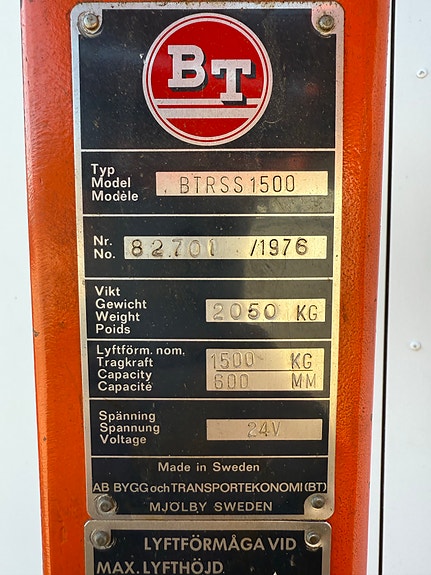 BT
Typ
Model
Modèle
BTRSS1500
Nr.
No.
82701 /1976
Vikt
Gewicht
Weight
Poids
2050 KG
Lyftförm. nom.
Tragkraft
Capacity
Capacité
1500 KG
600 MM
Spänning
Spannung
Voltage
24V
Made in Sweden
AB BYGG och TRANSPORTEKONOMI (BT)
MJÖLBY SWEDEN
LYFTFÖRMÅGA VID
MAX. LYFTHÖJD